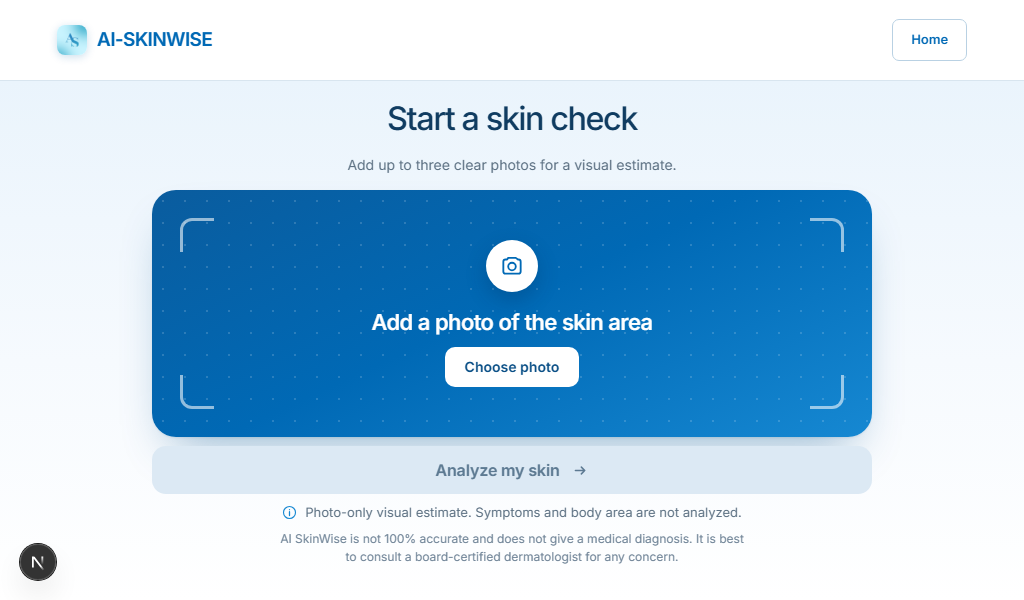 AI-SKINWISE
Home
Start a skin check
Add up to three clear photos for a visual estimate.
Add a photo of the skin area
Choose photo
Analyze my skin →
Photo-only visual estimate. Symptoms and body area are not analyzed.
AI SkinWise is not 100% accurate and does not give a medical diagnosis. It is best
to consult a board-certified dermatologist for any concern.
N